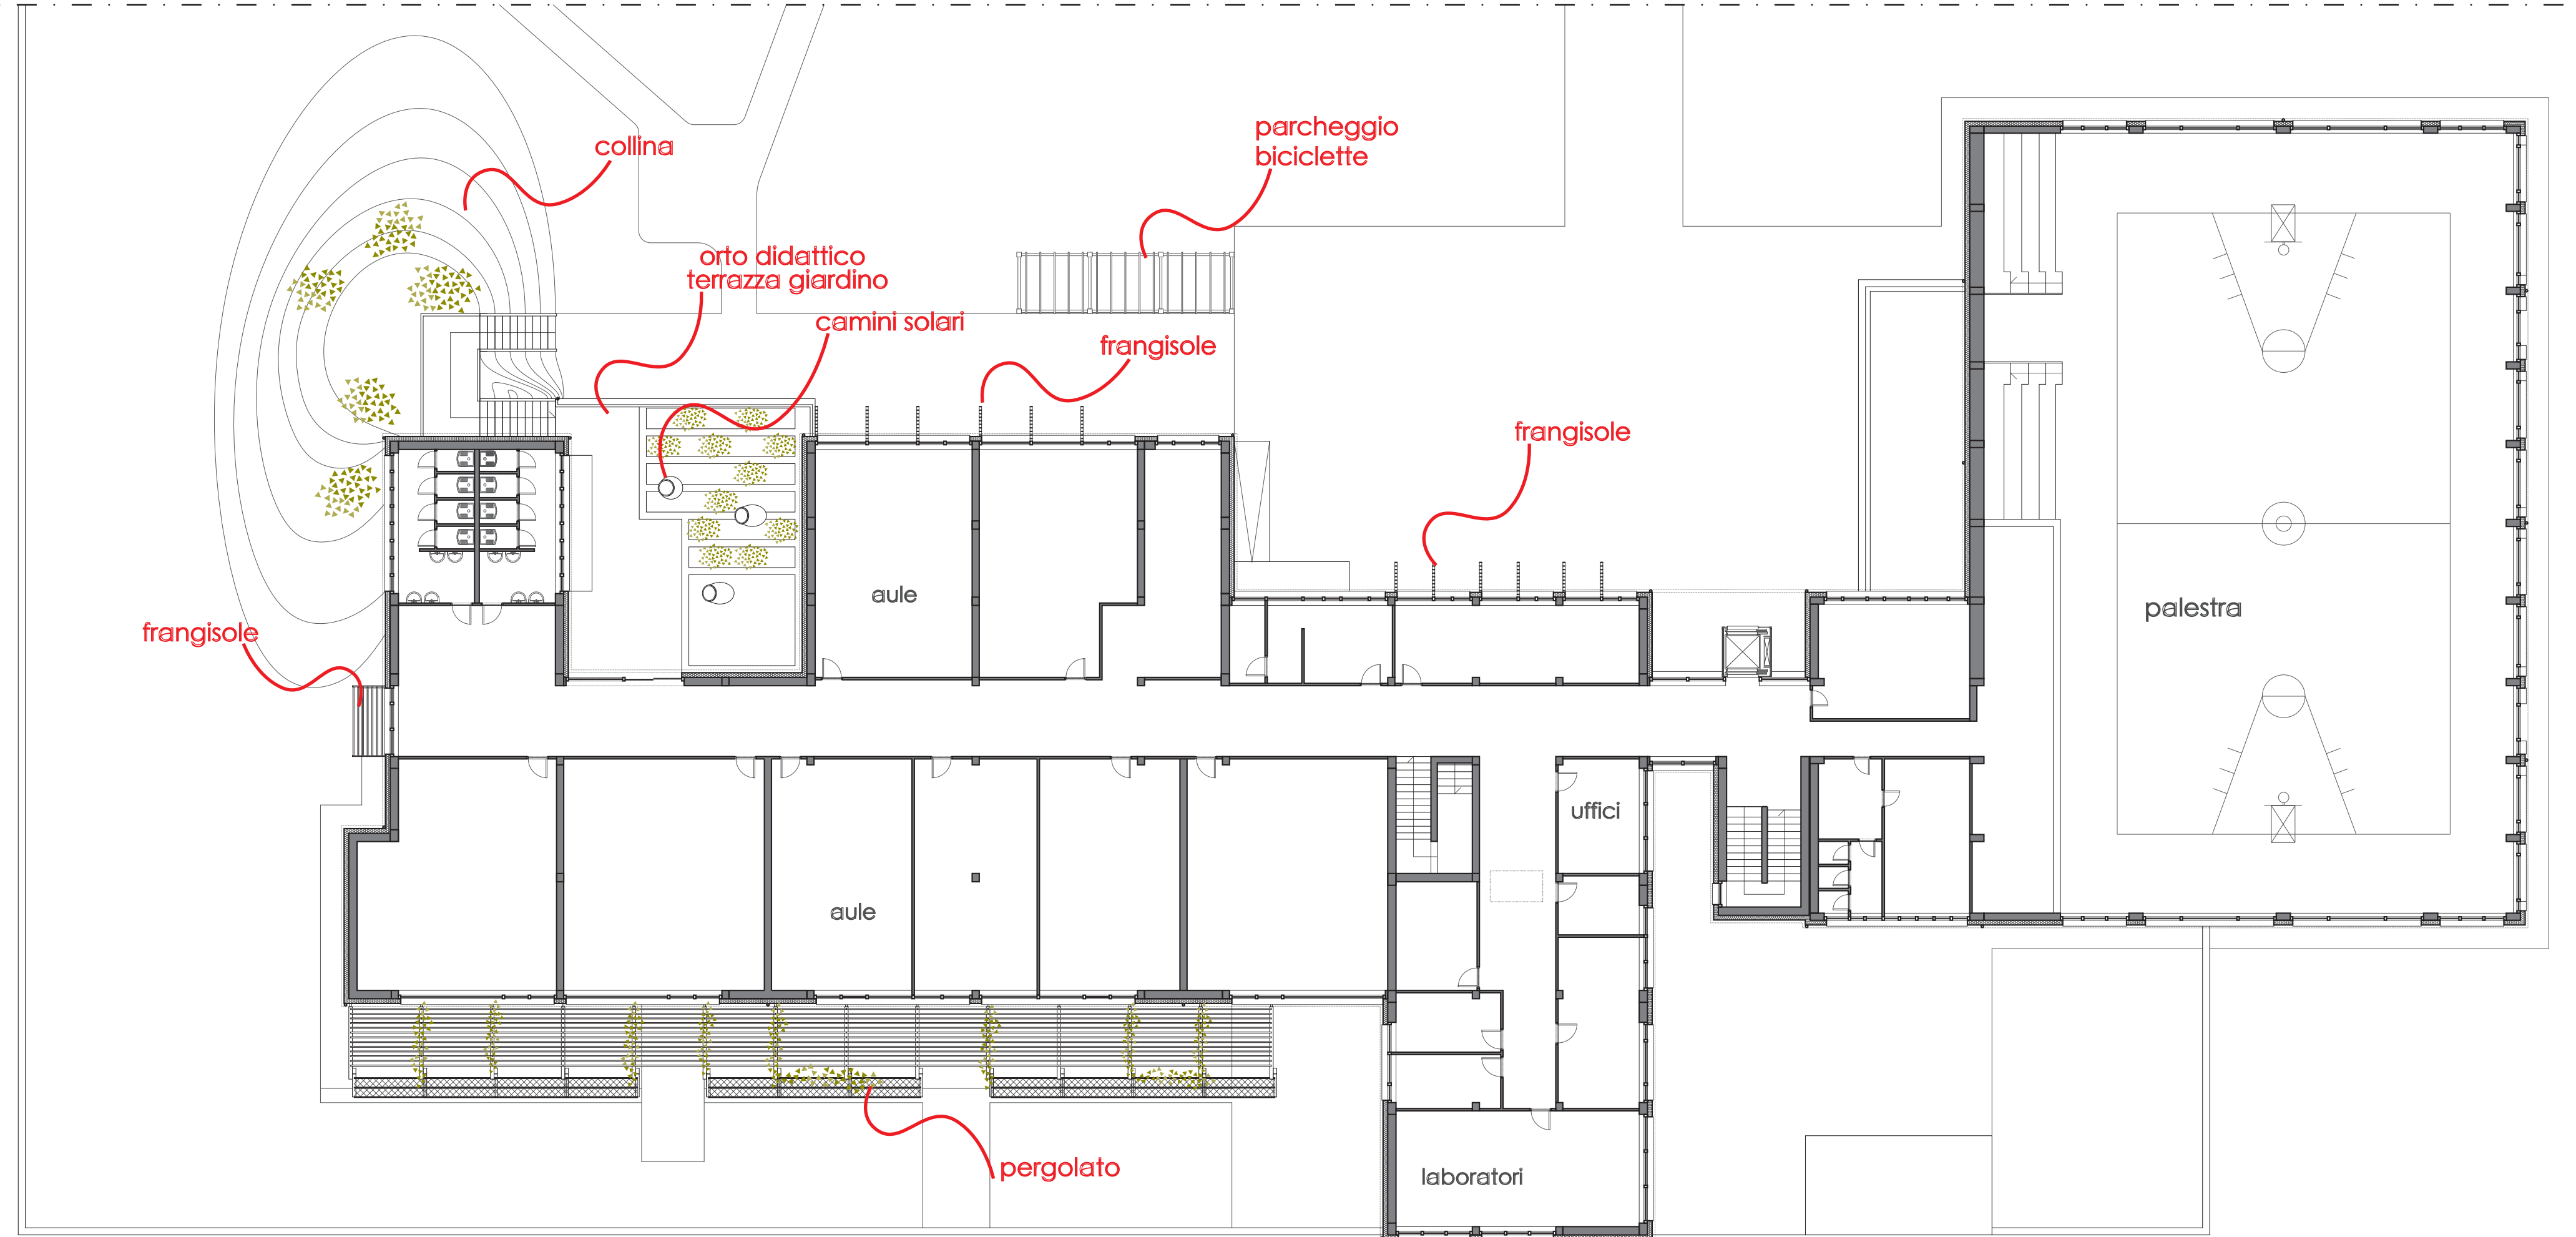 parcheggio
biciclette
collina
orto didattico
terrazza giardino
camini solari
frangisole
frangisole
aule
palestra
frangisole
uffici
aule
pergolato
laboratori